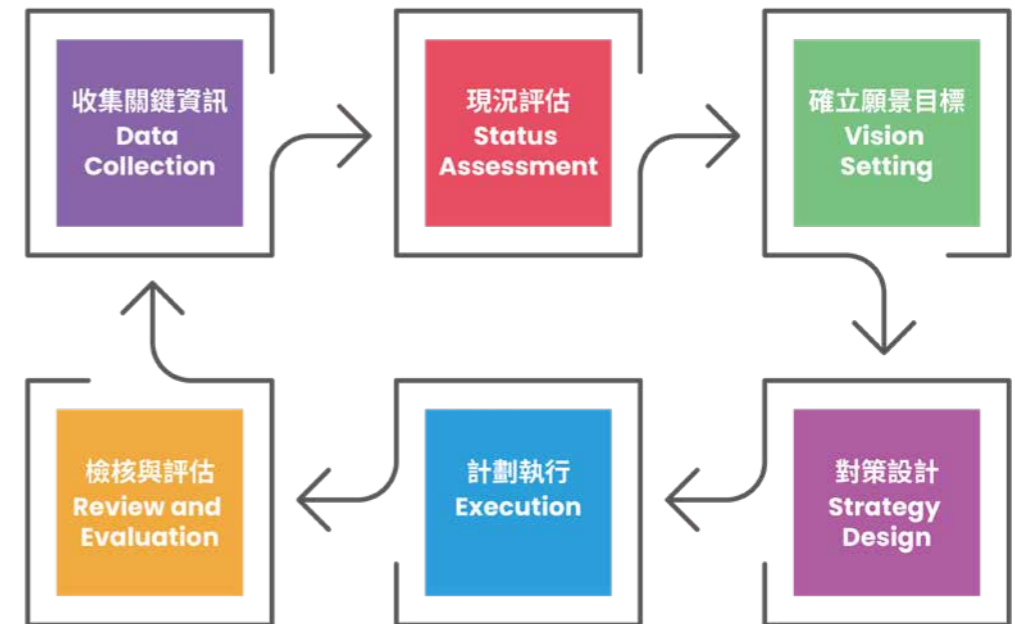 收集關鍵資訊
Data
Collection
現況評估
Status
Assessment
確立願景目標
Vision
Setting
對策設計
Strategy
Design
計劃執行
Execution
檢核與評估
Review and
Evaluation